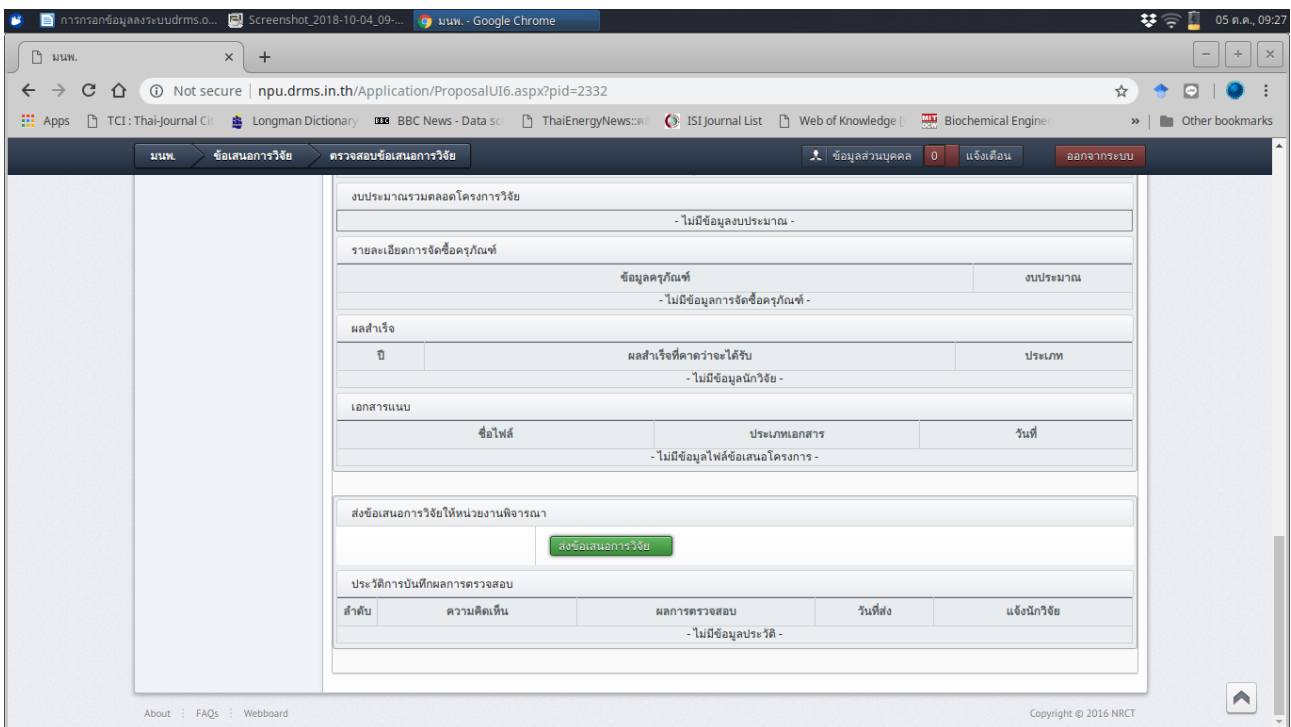 การกรอกข้อมูลลงระบบdrms.o... Screenshot_2018-10-04_09-... มนพ. - Google Chrome 05 ต.ค., 09:27
มนพ.
Not secure | npu.drms.in.th/Application/ProposalUI6.aspx?pid=2332
Apps TCI : Thai-Journal Cit Longman Dictionary BBC News - Data sci ThaiEnergyNews:: ISI Journal List Web of Knowledge [ Biochemical Enginee » Other bookmarks
มนพ. ข้อเสนอการวิจัย ตรวจสอบข้อเสนอการวิจัย ข้อมูลส่วนบุคคล 0 แจ้งเตือน ออกจากระบบ
งบประมาณรวมตลอดโครงการวิจัย
- ไม่มีข้อมูลงบประมาณ -
รายละเอียดการจัดซื้อครุภัณฑ์
ข้อมูลครุภัณฑ์ งบประมาณ
- ไม่มีข้อมูลการจัดซื้อครุภัณฑ์ -
ผลสำเร็จ
ปี ผลสำเร็จที่คาดว่าจะได้รับ ประเภท
- ไม่มีข้อมูลนักวิจัย -
เอกสารแนบ
ชื่อไฟล์ ประเภทเอกสาร วันที่
- ไม่มีข้อมูลไฟล์ข้อเสนอโครงการ -
ส่งข้อเสนอการวิจัยให้หน่วยงานพิจารณา
ส่งข้อเสนอการวิจัย
ประวัติการบันทึกผลการตรวจสอบ
ลำดับ ความคิดเห็น ผลการตรวจสอบ วันที่ส่ง แจ้งนักวิจัย
- ไม่มีข้อมูลประวัติ -
About FAQs Webboard Copyright © 2016 NRCT